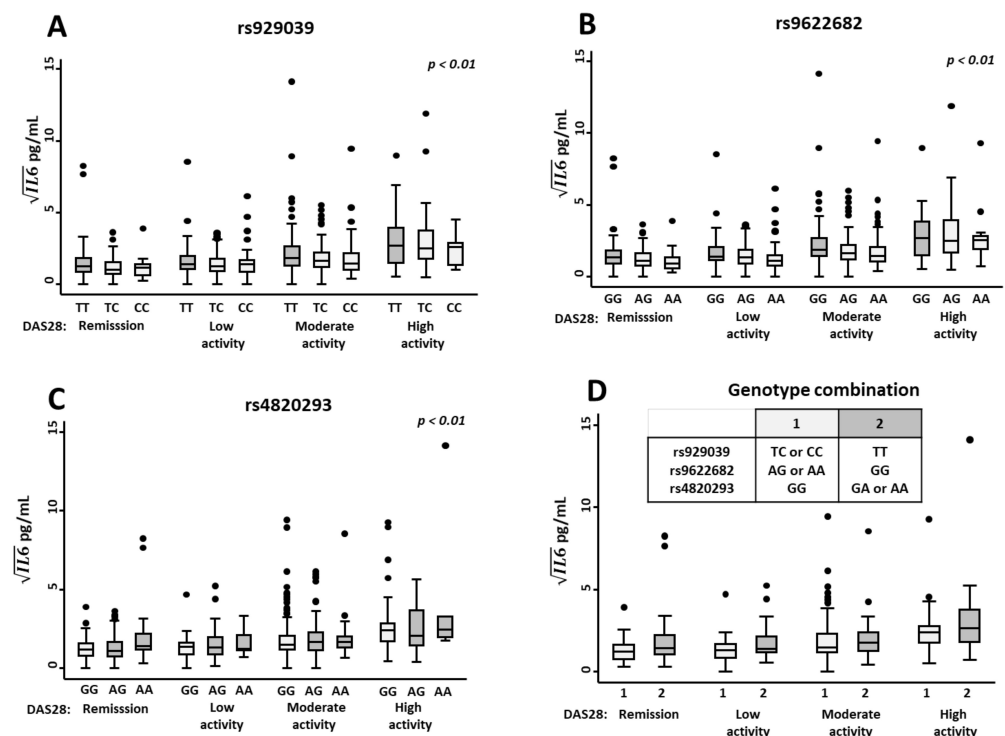 A
rs929039
p < 0.01
15
10
5
0
√IL6 pg/mL
TT TC CC TT TC CC TT TC CC TT TC CC
DAS28: Remisssion Low activity Moderate activity High activity
B
rs9622682
p < 0.01
15
10
5
0
√IL6 pg/mL
GG AG AA GG AG AA GG AG AA GG AG AA
DAS28: Remisssion Low activity Moderate activity High activity
C
rs4820293
p < 0.01
15
10
5
0
√IL6 pg/mL
GG AG AA GG AG AA GG AG AA GG AG AA
DAS28: Remisssion Low activity Moderate activity High activity
D
Genotype combination
1 2
rs929039 TC or CC TT
rs9622682 AG or AA GG
rs4820293 GG GA or AA
15
10
5
0
√IL6 pg/mL
1 2 1 2 1 2 1 2
DAS28: Remission Low activity Moderate activity High activity